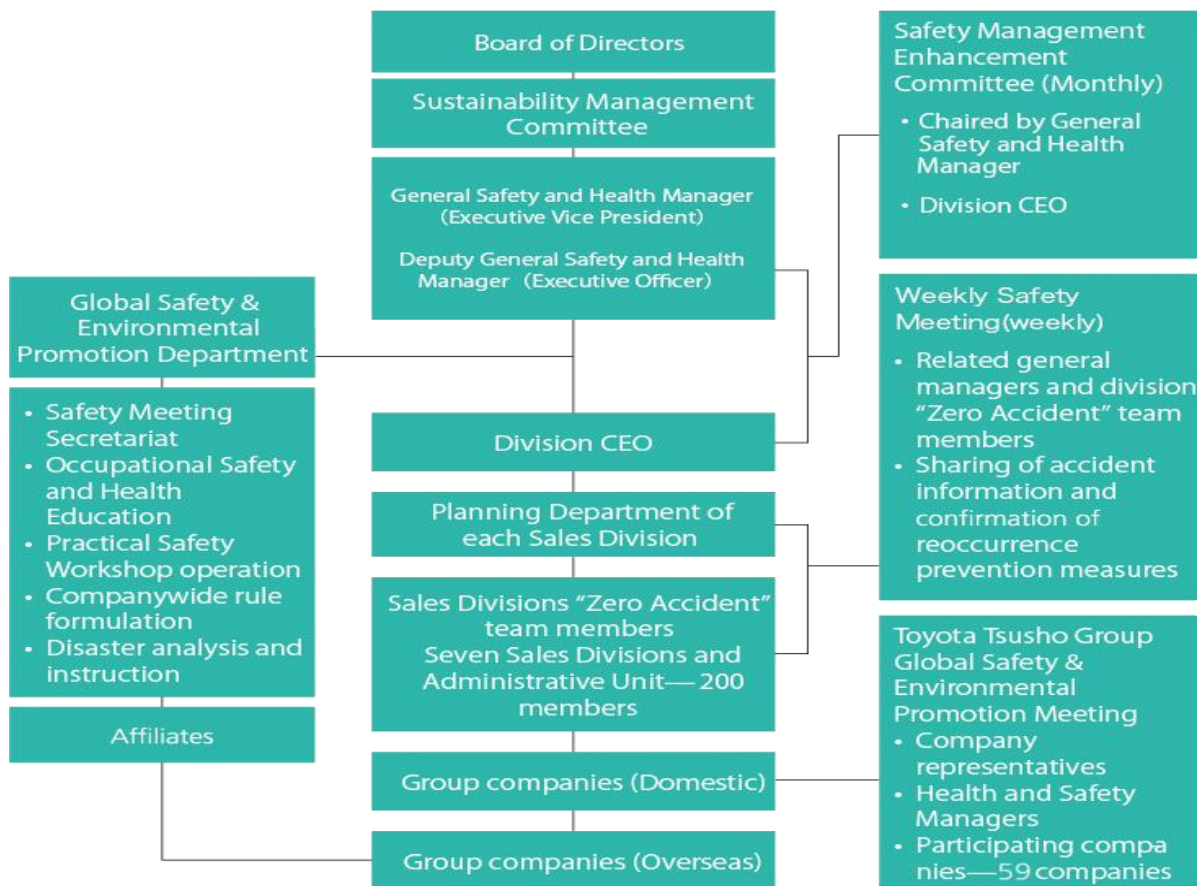 Board of Directors
Sustainability Management
Committee
General Safety and Health Manager
(Executive Vice President)
Deputy General Safety and Health
Manager (Executive Officer)
Global Safety &
Environmental
Promotion Department
• Safety Meeting
Secretariat
• Occupational Safety
and Health
Education
• Practical Safety
Workshop operation
• Companywide rule
formulation
• Disaster analysis and
instruction
Affiliates
Division CEO
Planning Department of
each Sales Division
Sales Divisions “Zero Accident”
team members
Seven Sales Divisions and
Administrative Unit—200
members
Group companies (Domestic)
Group companies (Overseas)
Safety Management
Enhancement
Committee (Monthly)
• Chaired by General
Safety and Health
Manager
• Division CEO
Weekly Safety
Meeting(weekly)
• Related general
managers and division
“Zero Accident” team
members
• Sharing of accident
information and
confirmation of
reoccurrence
prevention measures
Toyota Tsusho Group
Global Safety &
Environmental
Promotion Meeting
• Company
representatives
• Health and Safety
Managers
• Participating compa
nies—59 companies